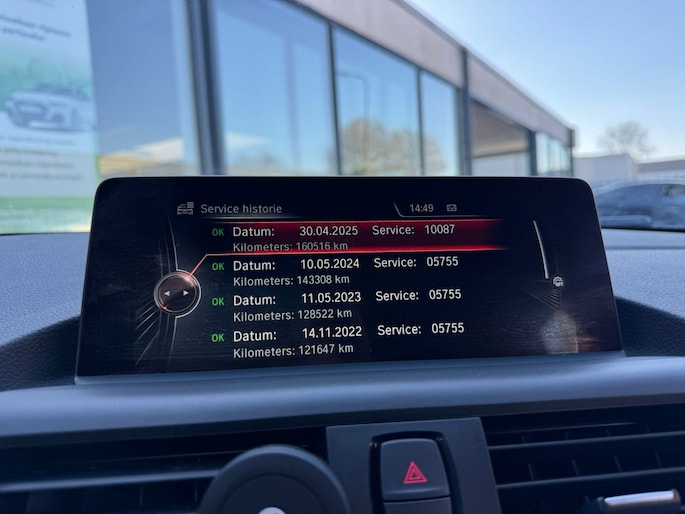 Service historie 14:49
OK Datum: 30.04.2025 Service: 10087
Kilometers: 160516 km
OK Datum: 10.05.2024 Service: 05755
Kilometers: 143308 km
OK Datum: 11.05.2023 Service: 05755
Kilometers: 128522 km
OK Datum: 14.11.2022 Service: 05755
Kilometers: 121647 km